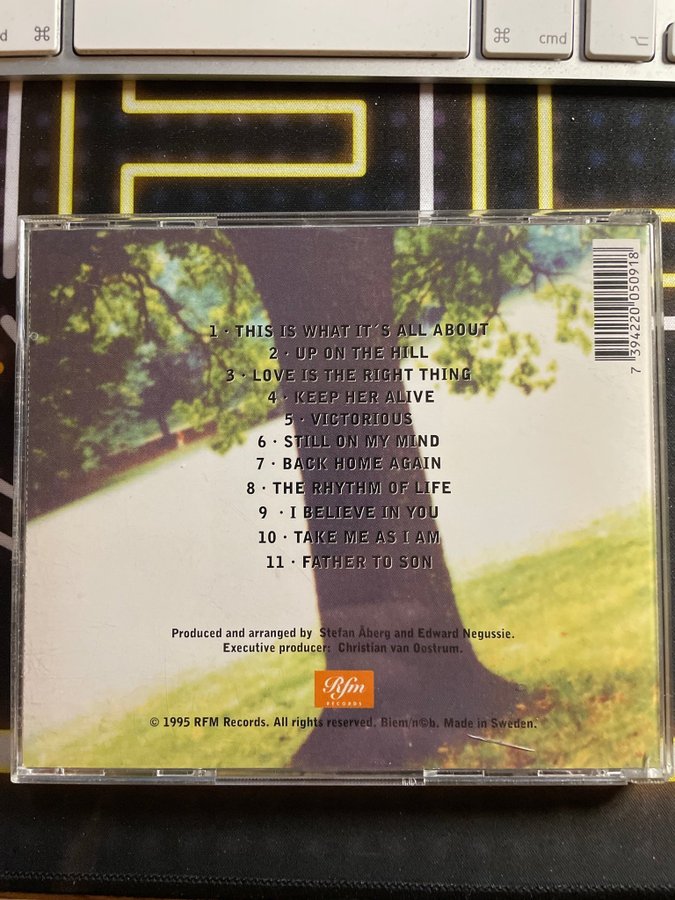 d ⌘
⌘ cmd ⌥
1 · THIS IS WHAT IT'S ALL ABOUT
2 · UP ON THE HILL
3 · LOVE IS THE RIGHT THING
4 · KEEP HER ALIVE
5 · VICTORIOUS
6 · STILL ON MY MIND
7 · BACK HOME AGAIN
8 · THE RHYTHM OF LIFE
9 · I BELIEVE IN YOU
10 · TAKE ME AS I AM
11 · FATHER TO SON
7 394220 050918
Produced and arranged by Stefan Åberg and Edward Negussie.
Executive producer: Christian van Oostrum.
Rfm
RECORDS
© 1995 RFM Records. All rights reserved. Biem/n©b. Made in Sweden.